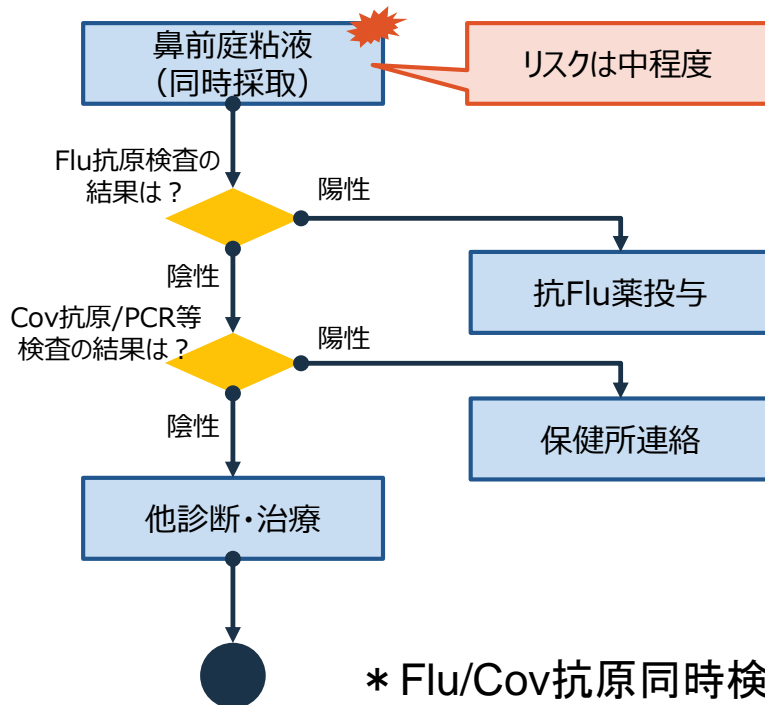 鼻前庭粘液
（同時採取）
リスクは中程度
Flu抗原検査の
結果は？
陽性
陰性
抗Flu薬投与
Cov抗原/PCR等
検査の結果は？
陽性
陰性
保健所連絡
他診断・治療
＊Flu/Cov抗原同時検